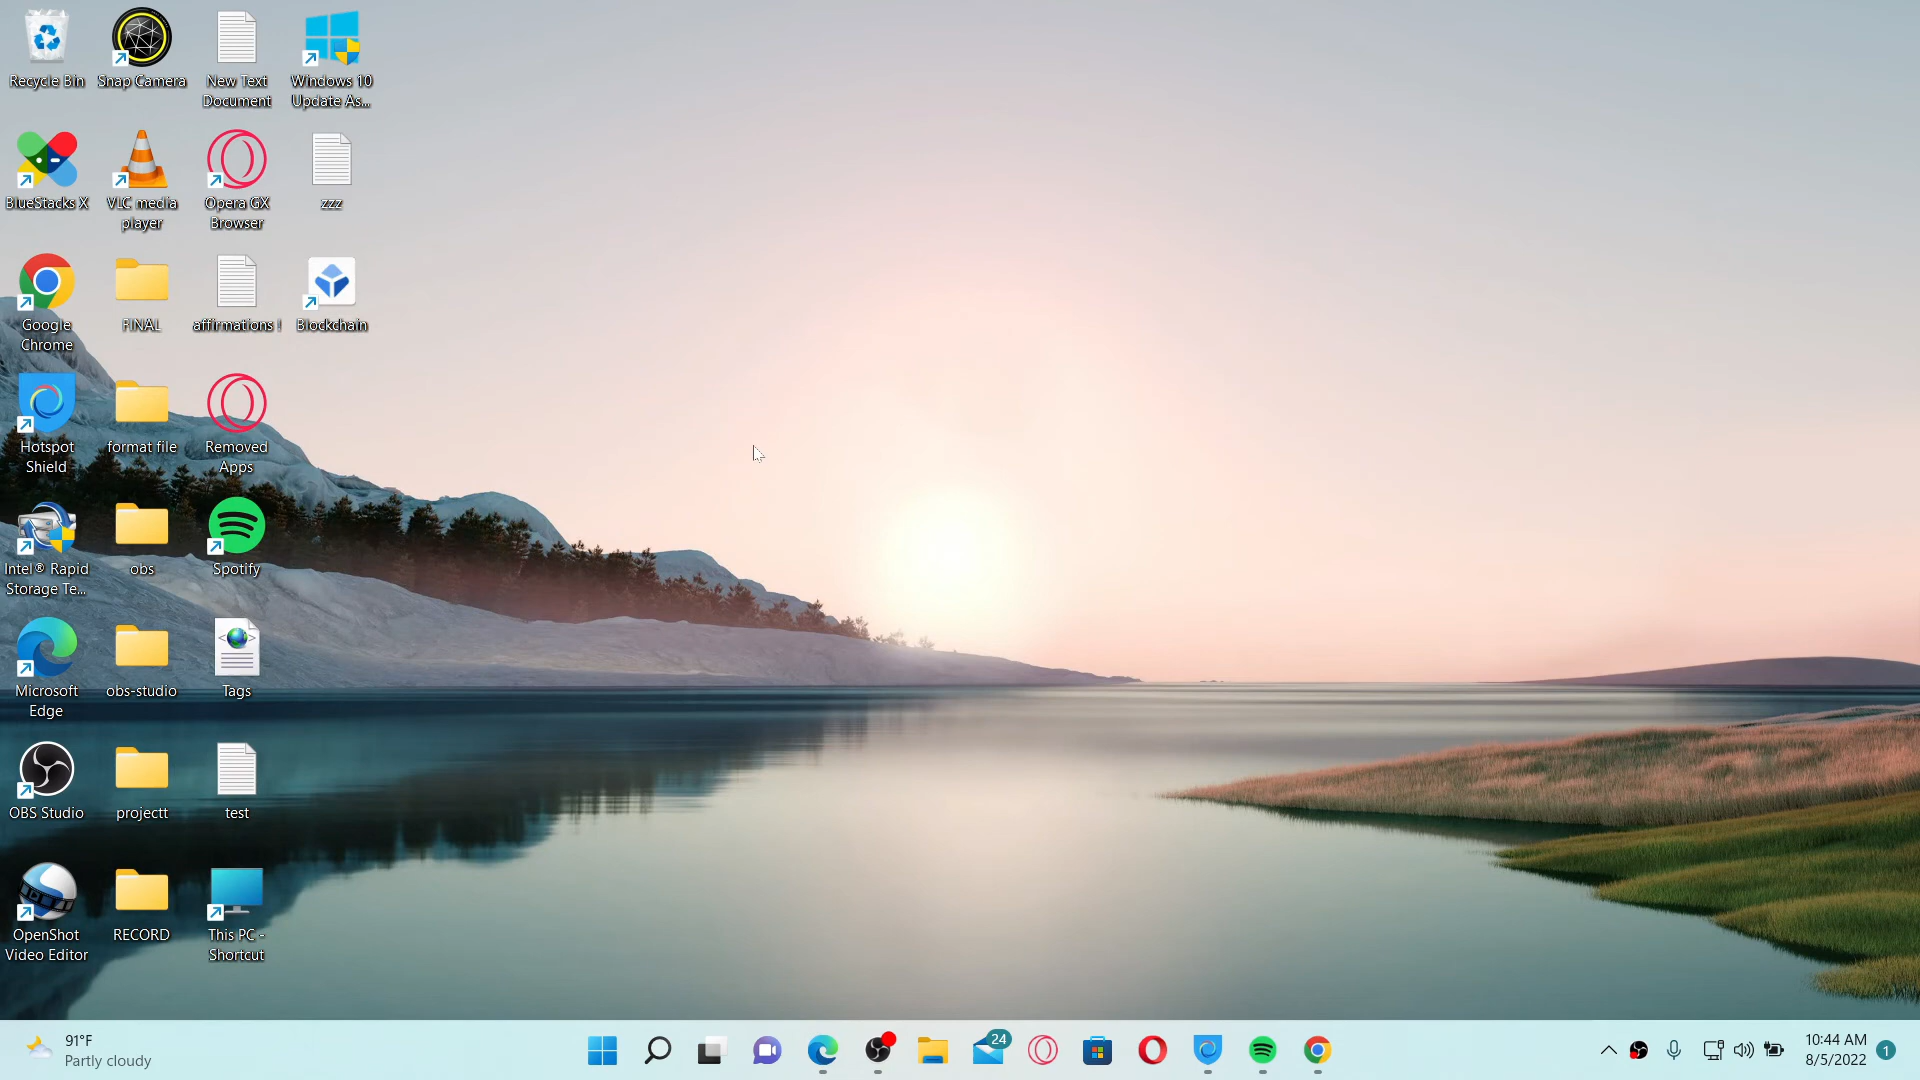 Recycle Bin
Snap Camera
New Text
Document
Windows 10
Update As...
BlueStacks X
VLC media
player
Opera GX
Browser
zzz
Google
Chrome
FINAL
affirmations !
Blockchain
Hotspot
Shield
format file
Removed
Apps
Intel® Rapid
Storage Te...
obs
Spotify
Microsoft
Edge
obs-studio
Tags
OBS Studio
projectt
test
OpenShot
Video Editor
RECORD
This PC -
Shortcut
91°F
Partly cloudy
24
10:44 AM
8/5/2022
1